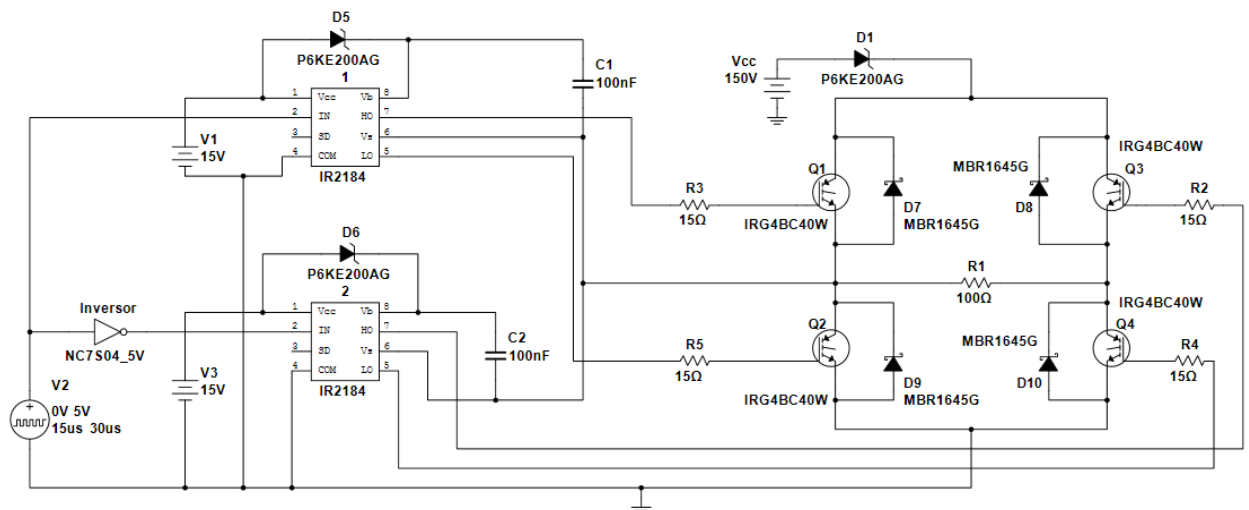 D5
P6KE200AG
1
C1
100nF
1 Vcc Vb 8
2 IN HO 7
3 SD Vs 6
4 COM LO 5
IR2184
V1
15V
D1
P6KE200AG
Vcc
150V
IRG4BC40W
MBR1645G
Q1
Q3
R3
15Ω
R2
15Ω
D7
D8
IRG4BC40W
MBR1645G
D6
P6KE200AG
2
1 Vcc Vb 8
2 IN HO 7
3 SD Vs 6
4 COM LO 5
IR2184
C2
100nF
Inversor
NC7S04_5V
V3
15V
V2
0V 5V
15us 30us
R1
100Ω
IRG4BC40W
Q2
Q4
MBR1645G
R5
15Ω
R4
15Ω
D9
D10
IRG4BC40W
MBR1645G